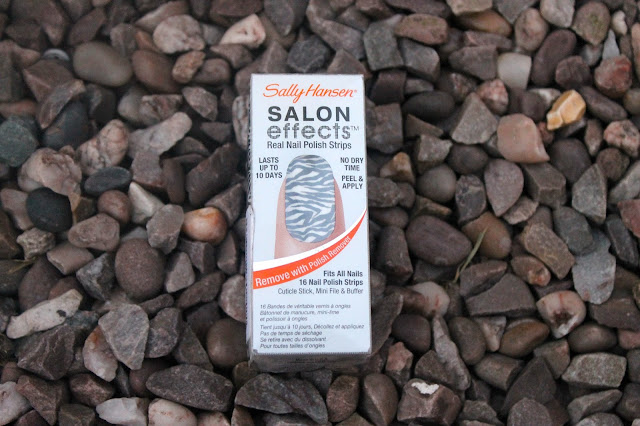 Sally Hansen®
SALON
effects™
Real Nail Polish Strips
LASTS
UP TO
10 DAYS
NO DRY
TIME
PEEL &
APPLY
Remove with Polish Remover
Fits All Nails
16 Nail Polish Strips
Cuticle Stick, Mini File & Buffer
16 Bandes de véritable vernis à ongles
Bâtonnet de manucure, mini-lime
et polissoir à ongles
Tient jusqu'à 10 jours, Décollez et appliquez
Pas de temps de séchage
Se retire avec du dissolvant
Pour toutes tailles d'ongles